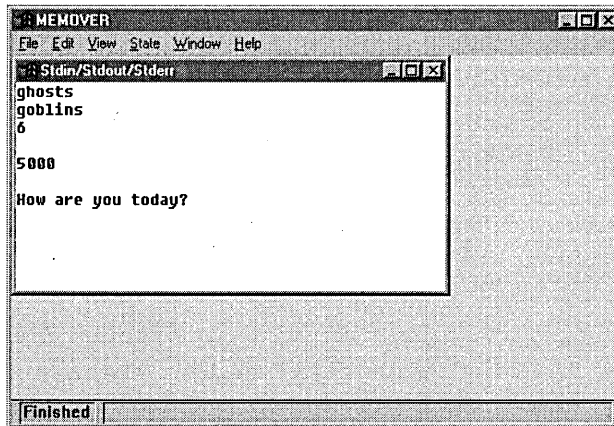 MEMOVER
File Edit View State Window Help
Stdin/Stdout/Stderr
ghosts
goblins
6
5000
How are you today?
Finished